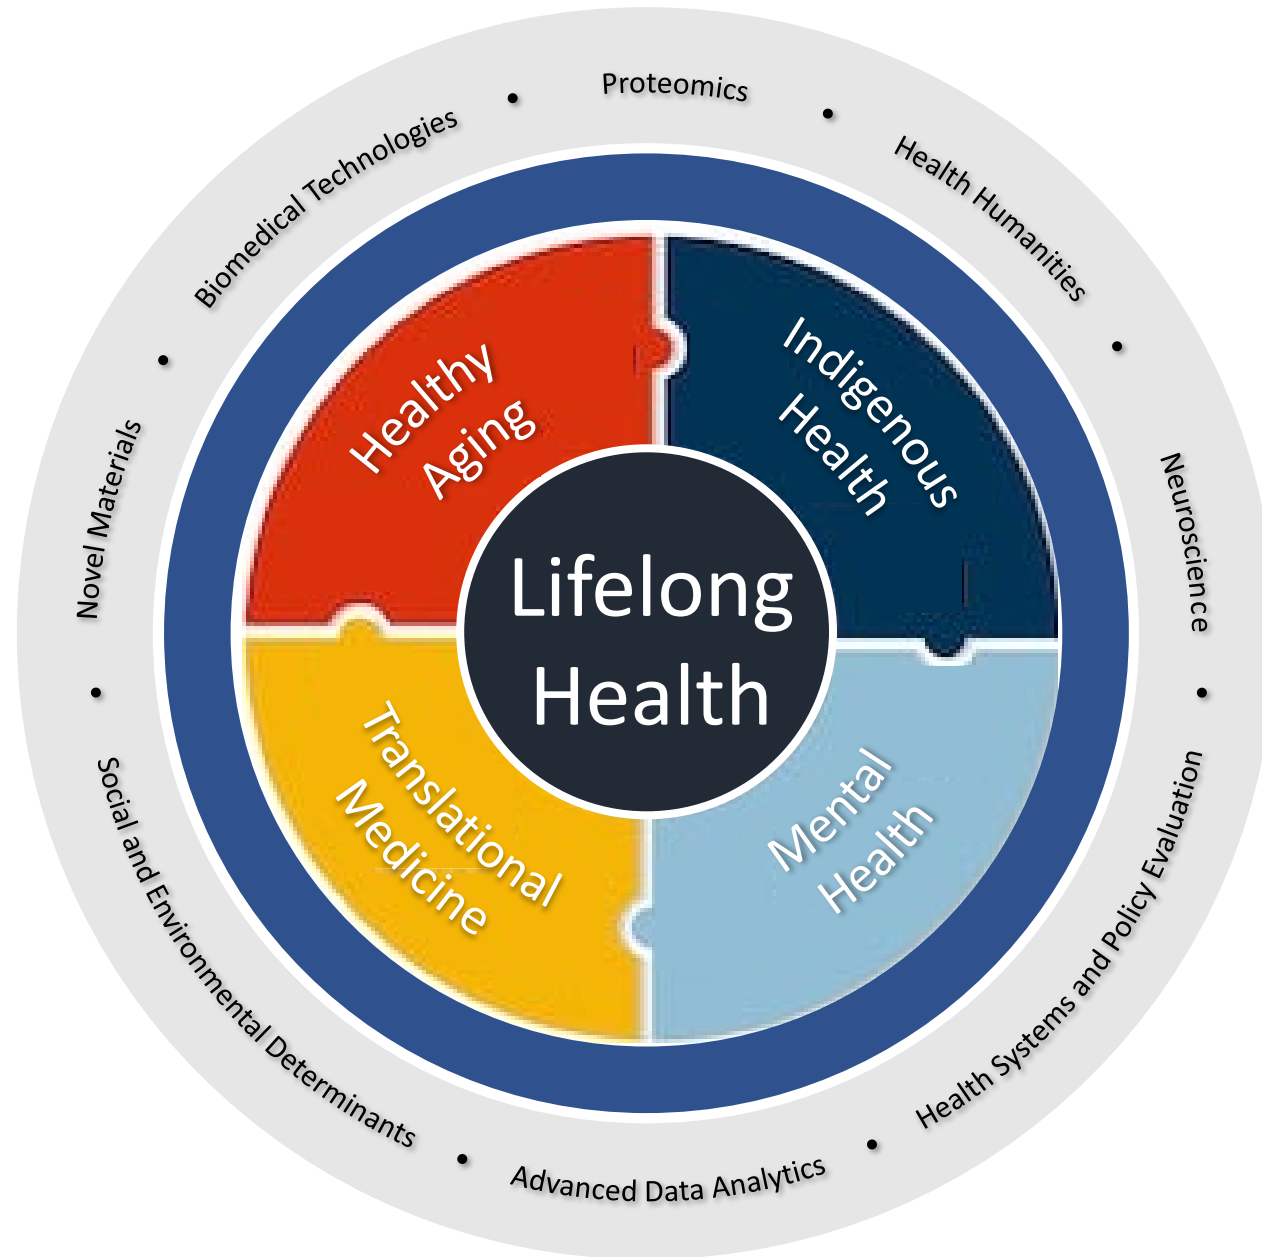 Proteomics
Health Humanities
Neuroscience
Health Systems and Policy Evaluation
Advanced Data Analytics
Social and Environmental Determinants
Novel Materials
Biomedical Technologies
Healthy
Aging
Indigenous
Health
Mental
Health
Translational
Medicine
Lifelong
Health